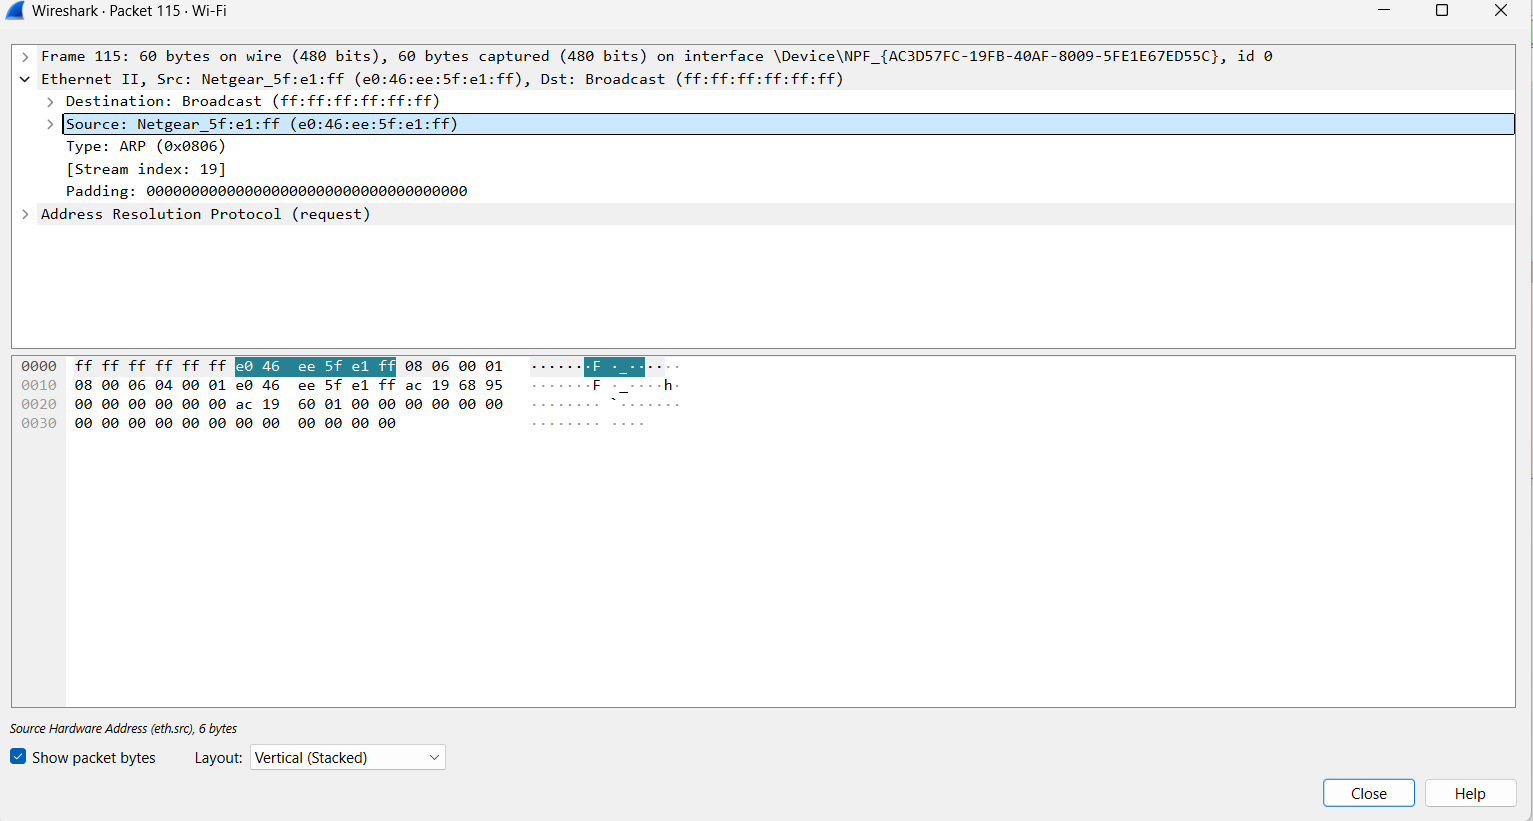 Wireshark · Packet 115 · Wi-Fi
Frame 115: 60 bytes on wire (480 bits), 60 bytes captured (480 bits) on interface \Device\NPF_{AC3D57FC-19FB-40AF-8009-5FE1E67ED55C}, id 0
Ethernet II, Src: Netgear_5f:e1:ff (e0:46:ee:5f:e1:ff), Dst: Broadcast (ff:ff:ff:ff:ff:ff)
Destination: Broadcast (ff:ff:ff:ff:ff:ff)
Source: Netgear_5f:e1:ff (e0:46:ee:5f:e1:ff)
Type: ARP (0x0806)
[Stream index: 19]
Padding: 000000000000000000000000000000000000
Address Resolution Protocol (request)
0000 ff ff ff ff ff ff e0 46 ee 5f e1 ff 08 06 00 01 ·······F ·_······
0010 08 00 06 04 00 01 e0 46 ee 5f e1 ff ac 19 68 95 ·······F ·_····h·
0020 00 00 00 00 00 00 ac 19 60 01 00 00 00 00 00 00 ········ `·······
0030 00 00 00 00 00 00 00 00 00 00 00 00 ········ ····
Source Hardware Address (eth.src), 6 bytes
Show packet bytes Layout: Vertical (Stacked)
Close Help